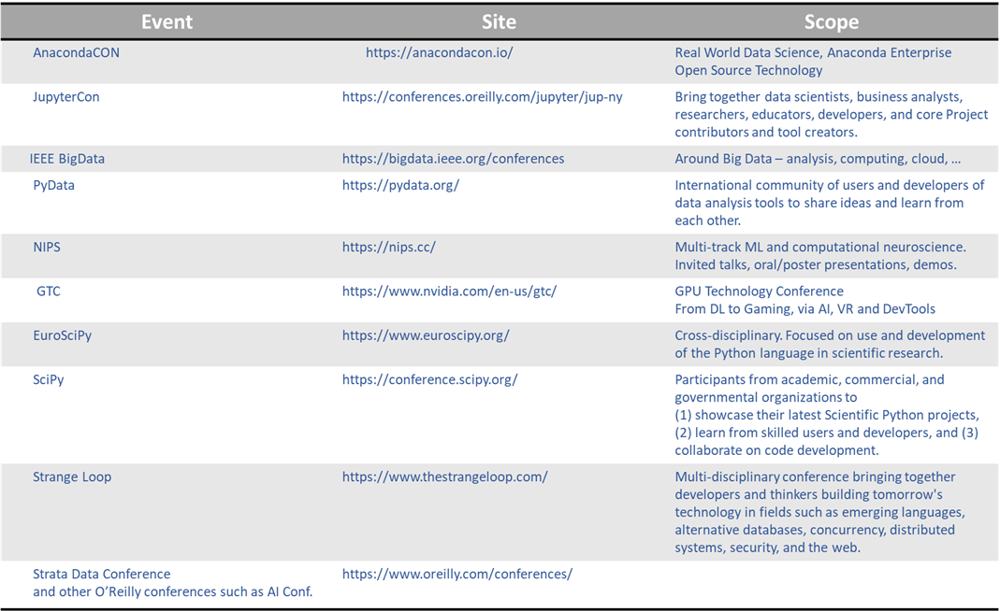 Event Site Scope
AnacondaCON https://anacondacon.io/ Real World Data Science, Anaconda Enterprise
Open Source Technology
JupyterCon https://conferences.oreilly.com/jupyter/jup-ny Bring together data scientists, business analysts,
researchers, educators, developers, and core Project
contributors and tool creators.
IEEE BigData https://bigdata.ieee.org/conferences Around Big Data – analysis, computing, cloud, ...
PyData https://pydata.org/ International community of users and developers of
data analysis tools to share ideas and learn from
each other.
NIPS https://nips.cc/ Multi-track ML and computational neuroscience.
Invited talks, oral/poster presentations, demos.
GTC https://www.nvidia.com/en-us/gtc/ GPU Technology Conference
From DL to Gaming, via AI, VR and DevTools
EuroSciPy https://www.euroscipy.org/ Cross-disciplinary. Focused on use and development
of the Python language in scientific research.
SciPy https://conference.scipy.org/ Participants from academic, commercial, and
governmental organizations to
(1) showcase their latest Scientific Python projects,
(2) learn from skilled users and developers, and (3)
collaborate on code development.
Strange Loop https://www.thestrangeloop.com/ Multi-disciplinary conference bringing together
developers and thinkers building tomorrow's
technology in fields such as emerging languages,
alternative databases, concurrency, distributed
systems, security, and the web.
Strata Data Conference https://www.oreilly.com/conferences/
and other O’Reilly conferences such as AI Conf.